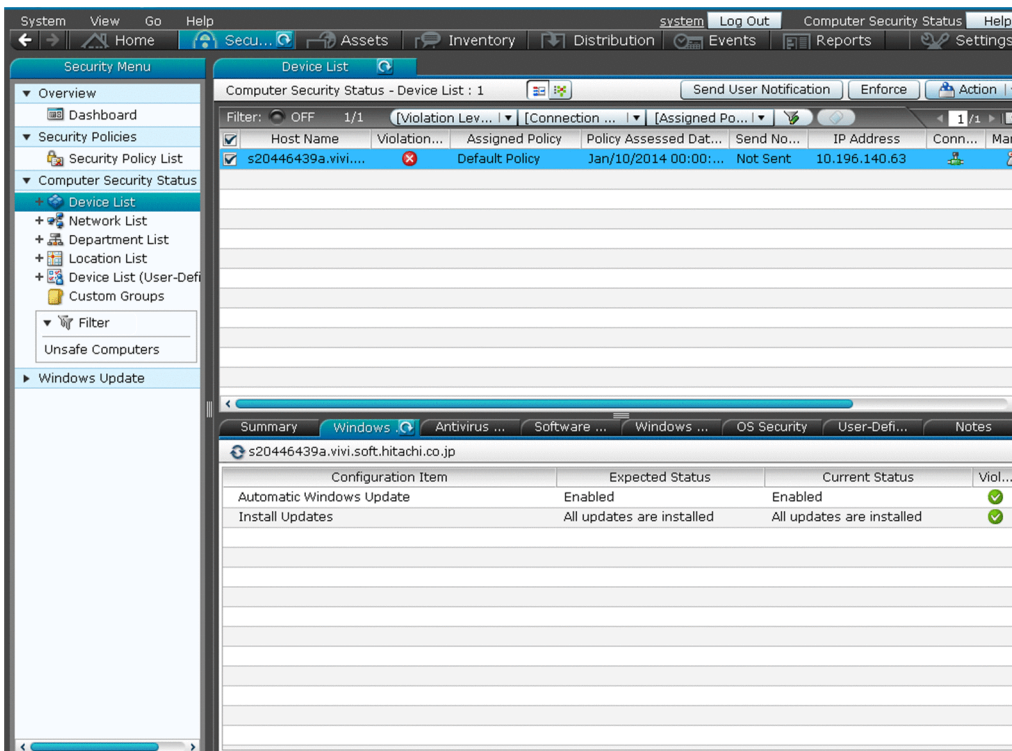 System View Go Help system Log Out Computer Security Status Help
Home Secu... Assets Inventory Distribution Events Reports Settings
Security Menu
Device List
Overview
Dashboard
Security Policies
Security Policy List
Computer Security Status
Device List
Network List
Department List
Location List
Device List (User-Defi
Custom Groups
Filter
Unsafe Computers
Windows Update
Computer Security Status - Device List : 1 Send User Notification Enforce Action
Filter: OFF 1/1 [Violation Lev... [Connection ... [Assigned Po... 1 /1
Host Name Violation... Assigned Policy Policy Assessed Dat... Send No... IP Address Conn... Mar
s20446439a.vivi.... Default Policy Jan/10/2014 00:00:... Not Sent 10.196.140.63
Summary Windows . Antivirus ... Software ... Windows ... OS Security User-Defi... Notes
s20446439a.vivi.soft.hitachi.co.jp
Configuration Item Expected Status Current Status Viol...
Automatic Windows Update Enabled Enabled
Install Updates All updates are installed All updates are installed